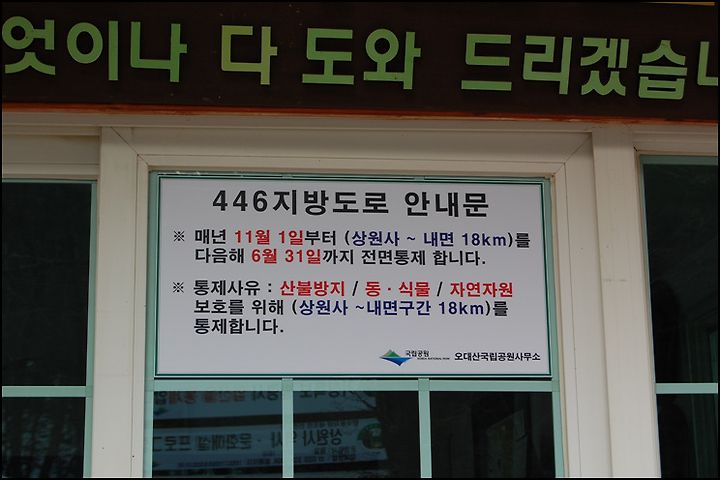 엇이나 다 도와 드리겠습니
446지방도로 안내문
※ 매년 11월 1일부터 (상원사 ~ 내면 18km)를
다음해 6월 31일까지 전면통제 합니다.
※ 통제사유 : 산불방지 / 동 · 식물 / 자연자원
보호를 위해 (상원사 ~내면구간 18km)를
통제합니다.
국립공원
KOREA NATIONAL PARK
오대산국립공원사무소